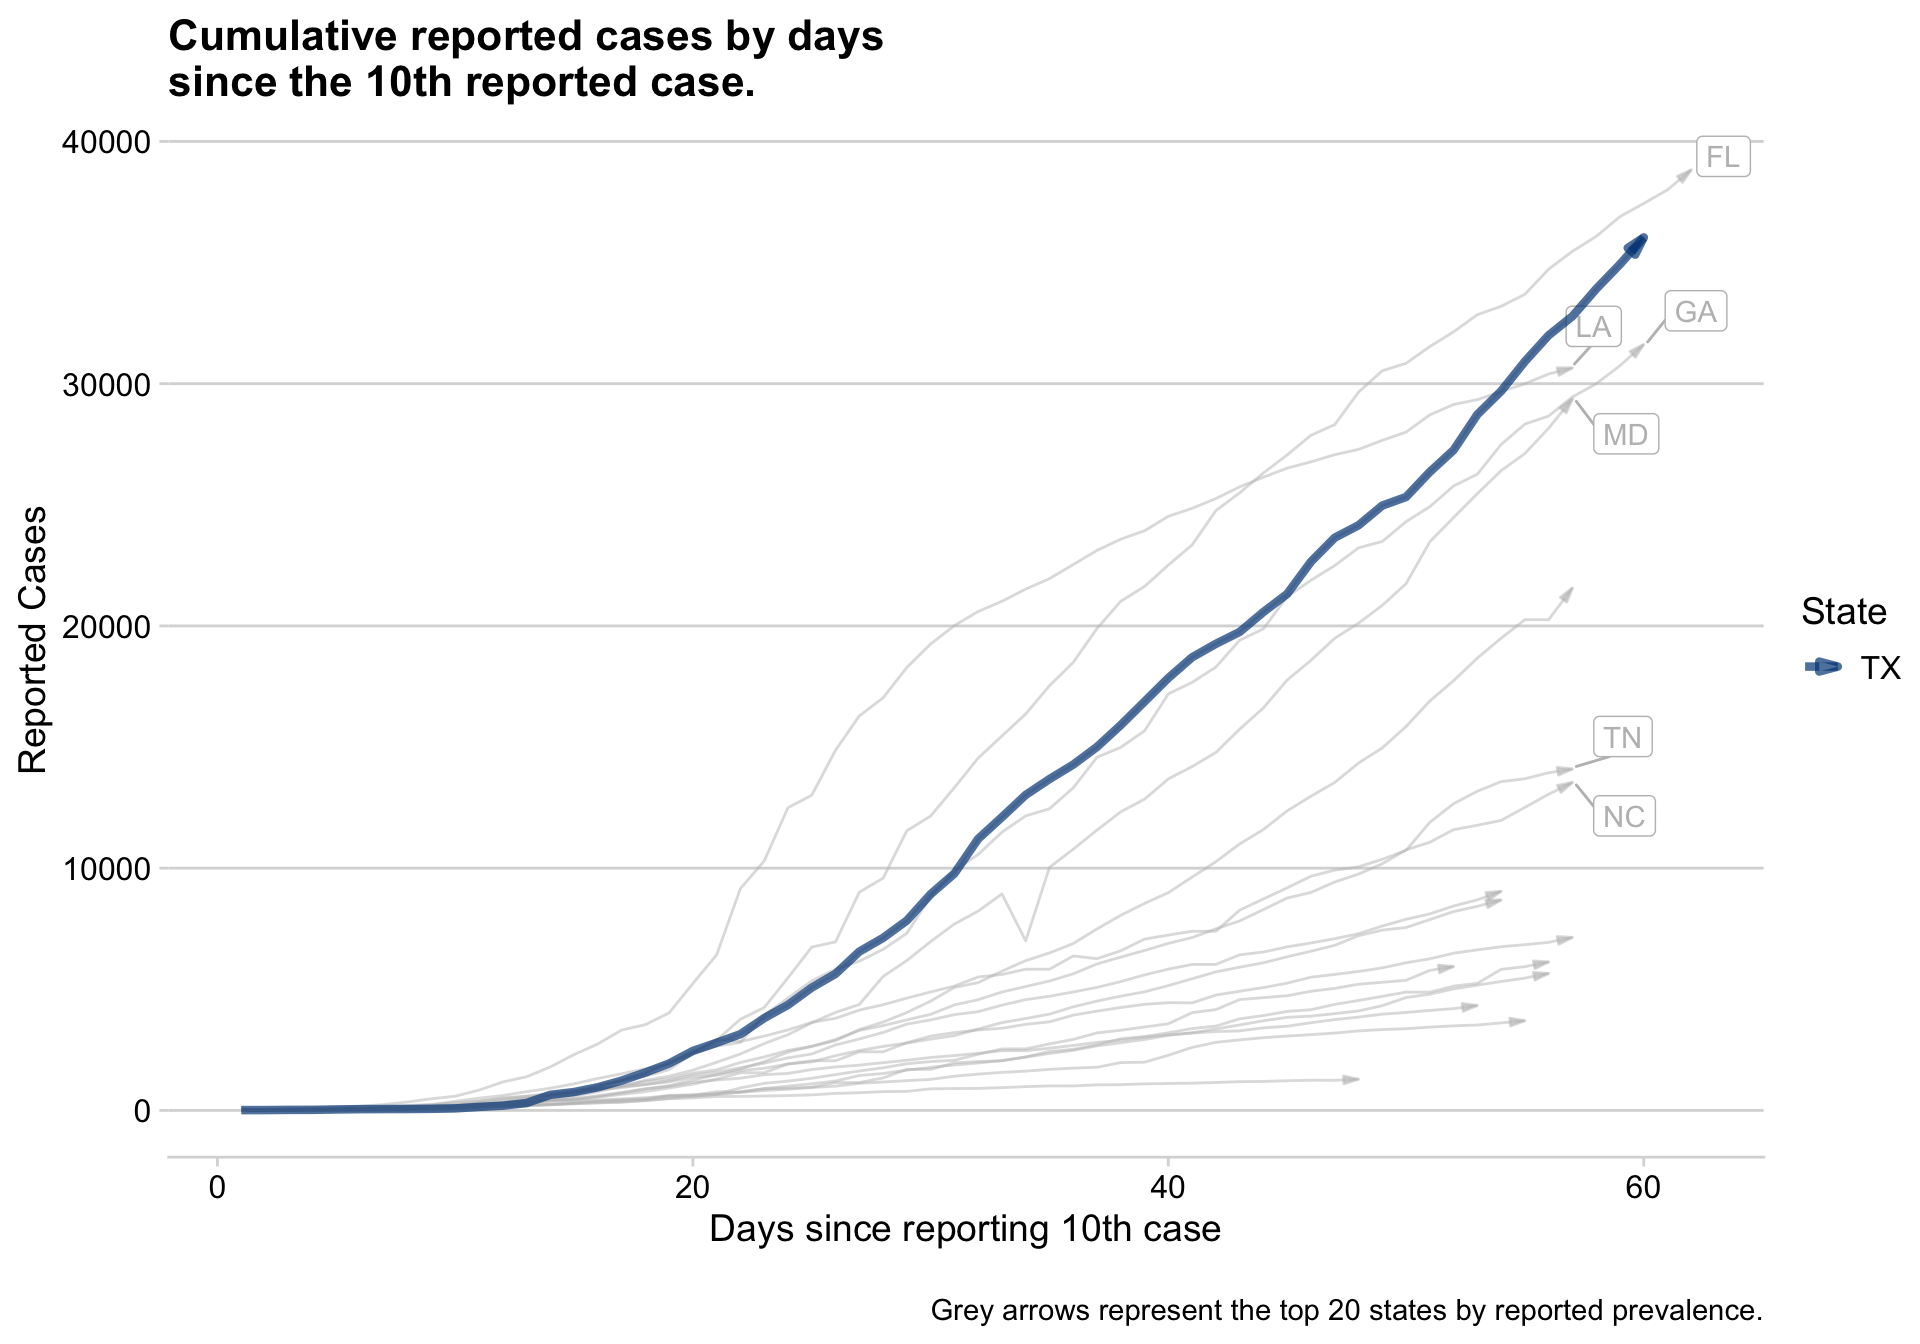 Cumulative reported cases by days
since the 10th reported case.
40000
30000
20000
10000
0
Reported Cases
FL
LA
GA
MD
TN
NC
State
TX
0
20
40
60
Days since reporting 10th case
Grey arrows represent the top 20 states by reported prevalence.